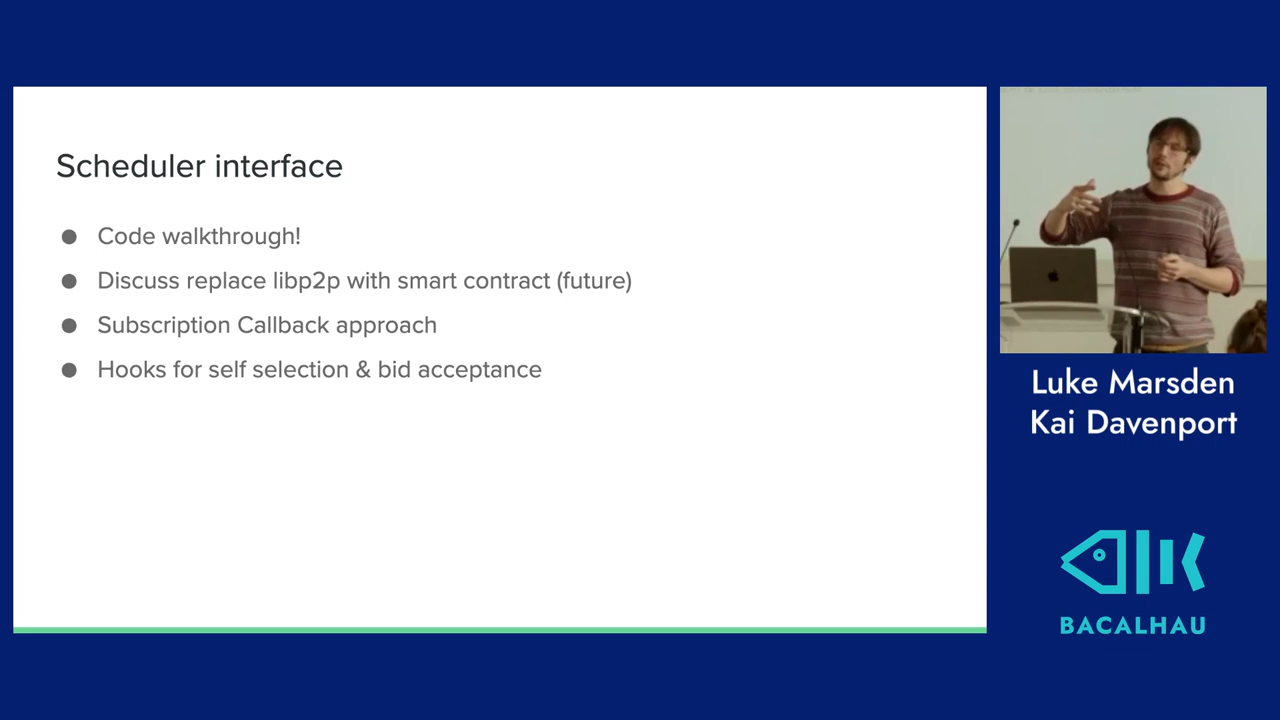 Scheduler interface
Code walkthrough!
Discuss replace libp2p with smart contract (future)
Subscription Callback approach
Hooks for self selection & bid acceptance
Luke Marsden
Kai Davenport
BACALHAU